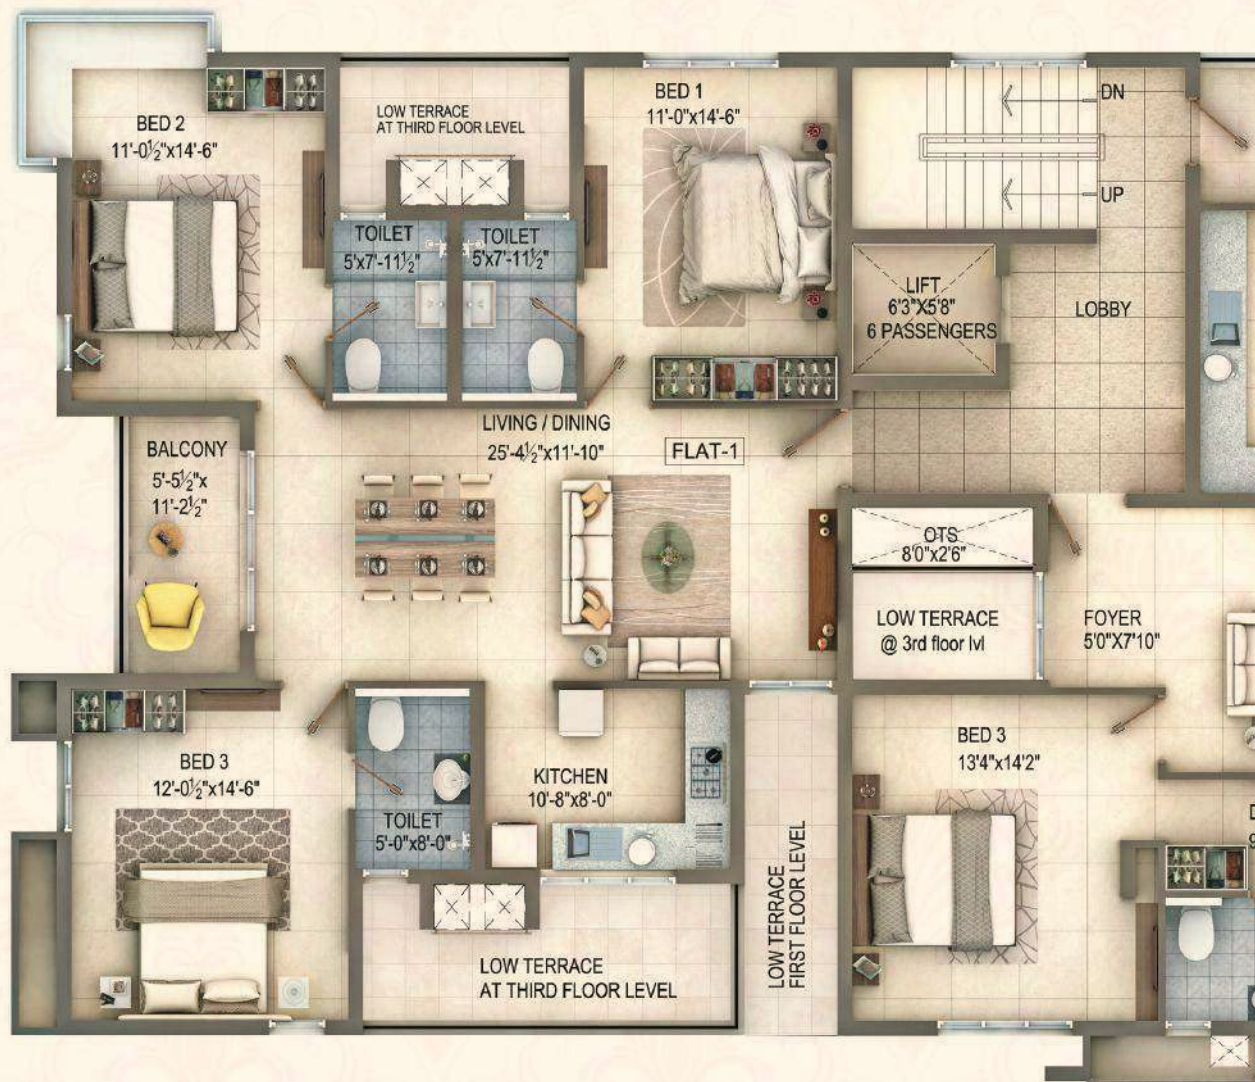 BED 2
11'-0½"x14'-6"
LOW TERRACE
AT THIRD FLOOR LEVEL
BED 1
11'-0"x14'-6"
DN
UP
TOILET
5'x7'-11½"
TOILET
5'x7'-11½"
LIFT
6'3"X5'8"
6 PASSENGERS
LOBBY
LIVING / DINING
25'-4½"x11'-10"
FLAT-1
BALCONY
5'-5½"x
11'-2½"
OTS
8'0"x2'6"
LOW TERRACE
@ 3rd floor lvl
FOYER
5'0"X7'10"
BED 3
12'-0½"x14'-6"
KITCHEN
10'-8"x8'-0"
TOILET
5'-0"x8'-0"
BED 3
13'4"x14'2"
LOW TERRACE
FIRST FLOOR LEVEL
LOW TERRACE
AT THIRD FLOOR LEVEL